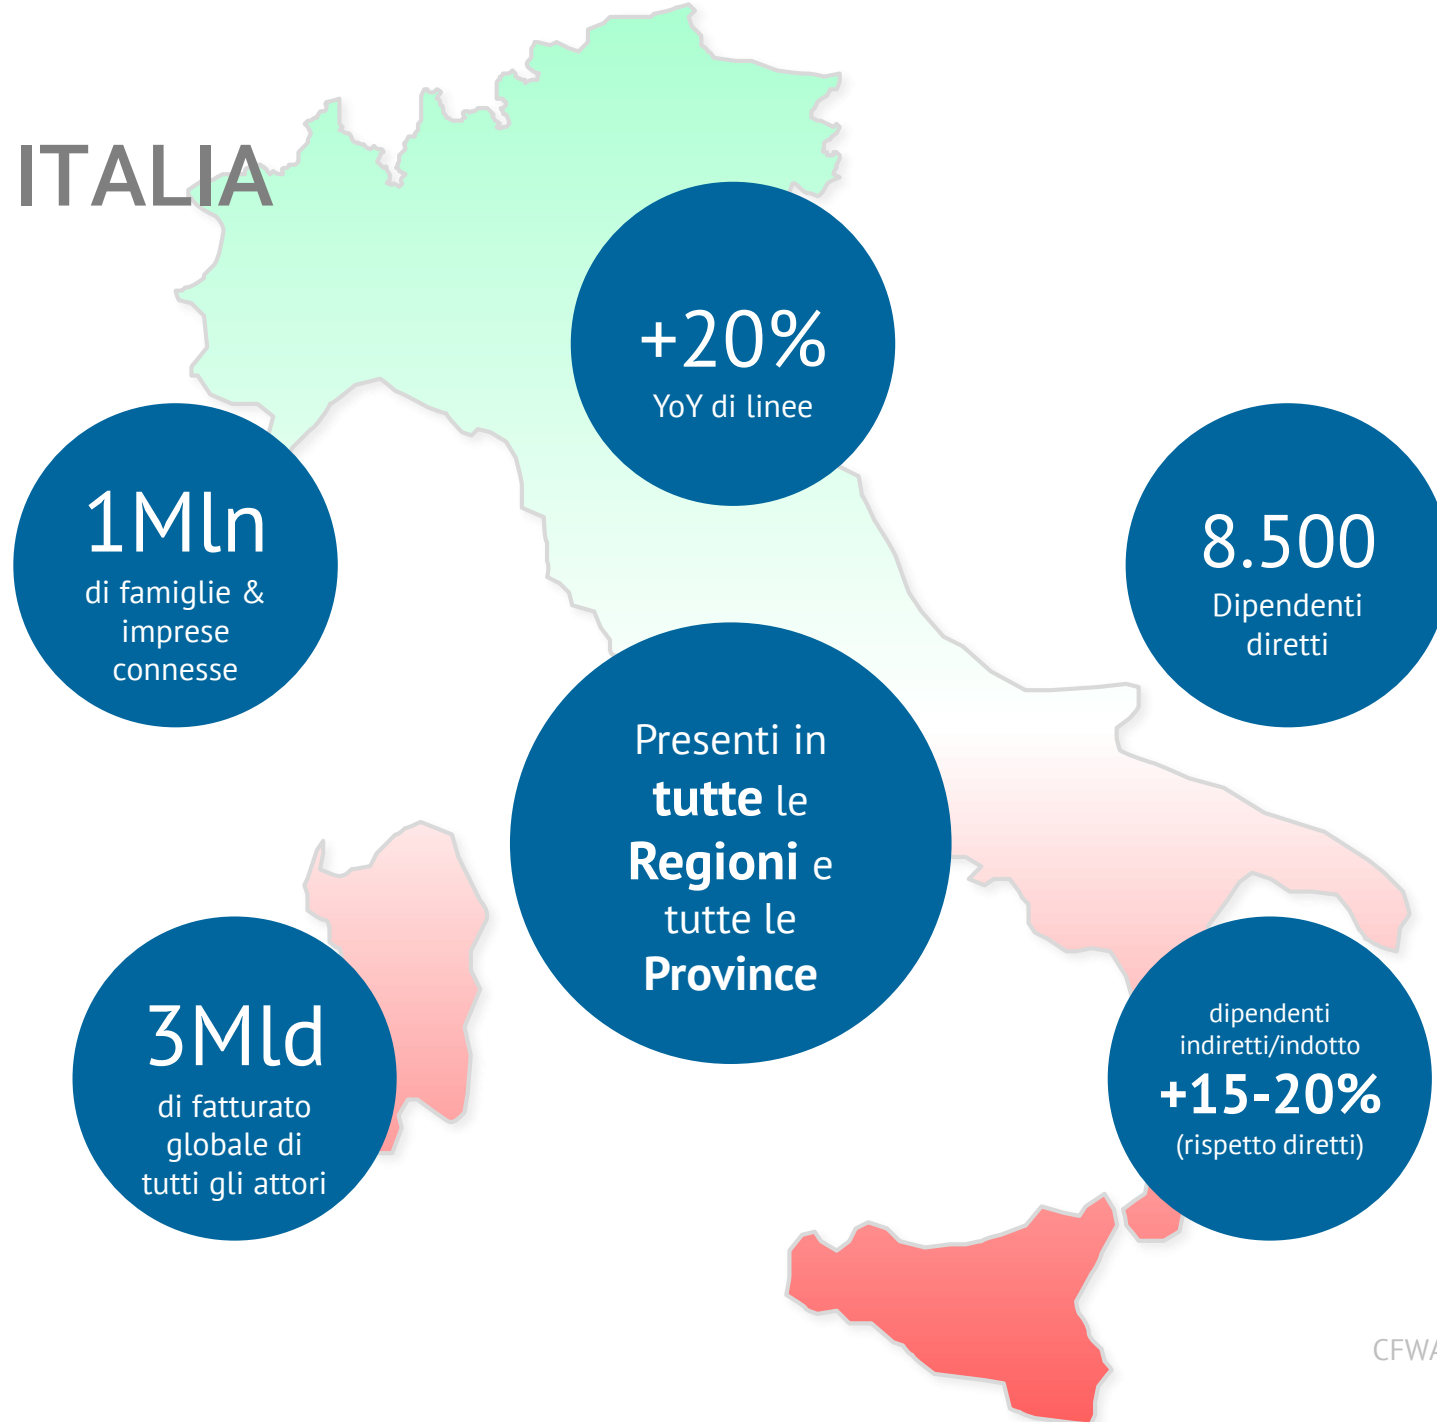 ITALIA
+20%
YoY di linee
1Mln
di famiglie &
imprese
connesse
8.500
Dipendenti
diretti
Presenti in
tutte le
Regioni e
tutte le
Province
3Mld
di fatturato
globale di
tutti gli attori
dipendenti
indiretti/indotto
+15-20%
(rispetto diretti)